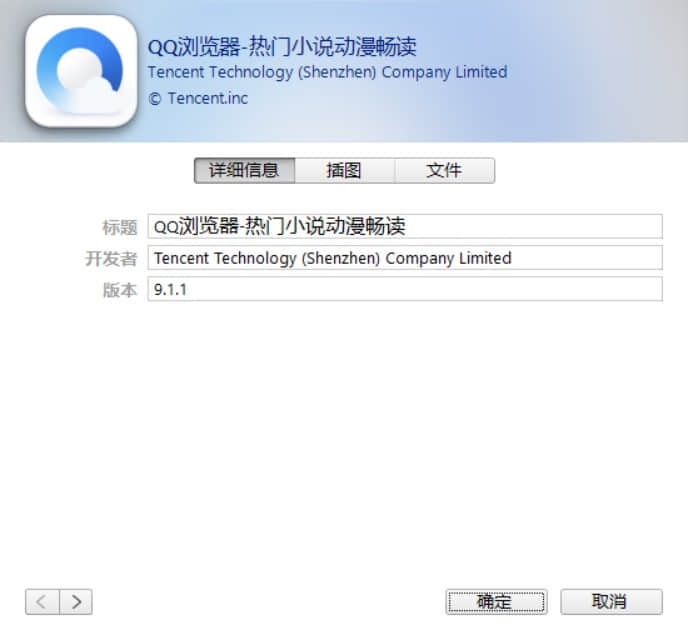 QQ浏览器-热门小说动漫畅读
Tencent Technology (Shenzhen) Company Limited
© Tencent.inc
详细信息 插图 文件
标题 QQ浏览器-热门小说动漫畅读
开发者 Tencent Technology (Shenzhen) Company Limited
版本 9.1.1
< > 确定 取消